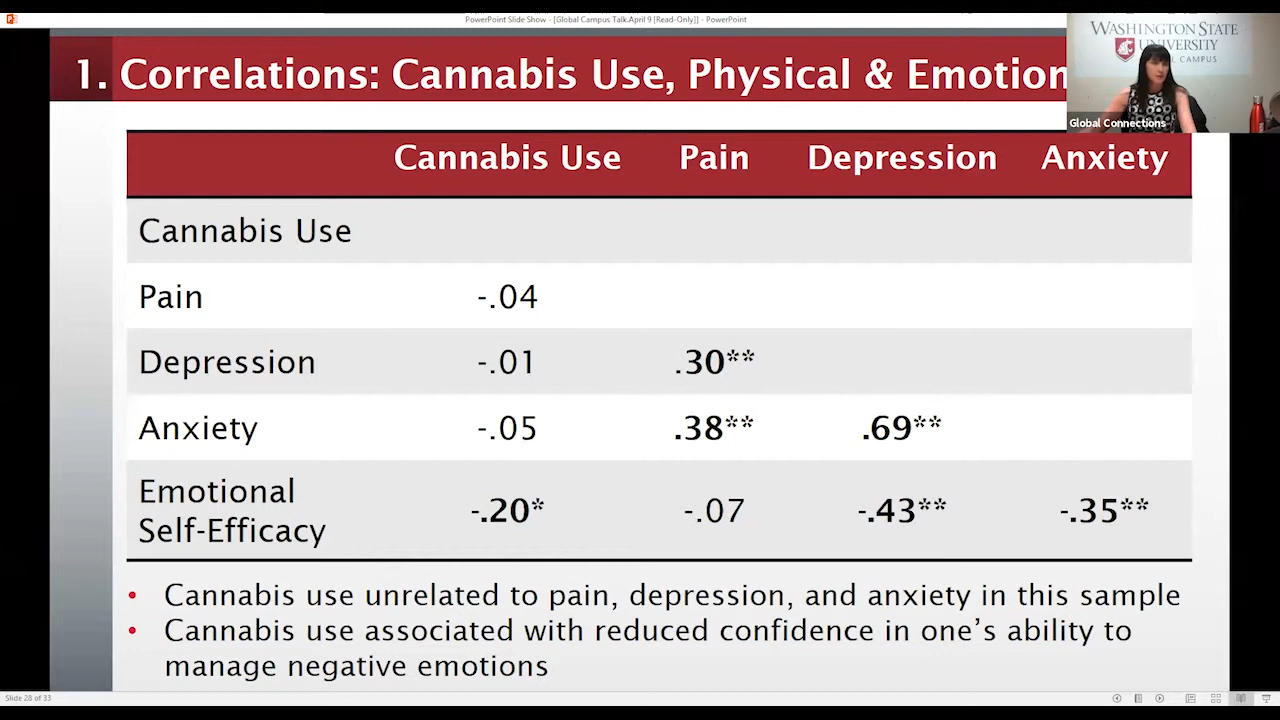 PowerPoint Slide Show - [Global Campus Talk.April 9 [Read-Only]] - PowerPoint
1. Correlations: Cannabis Use, Physical & Emotion
WASHINGTON STATE
UNIVERSITY
CAMPUS
Global Connections
Cannabis Use Pain Depression Anxiety
Cannabis Use
Pain -.04
Depression -.01 .30**
Anxiety -.05 .38** .69**
Emotional
Self-Efficacy -.20* -.07 -.43** -.35**
• Cannabis use unrelated to pain, depression, and anxiety in this sample
• Cannabis use associated with reduced confidence in one's ability to
manage negative emotions
Slide 28 of 33